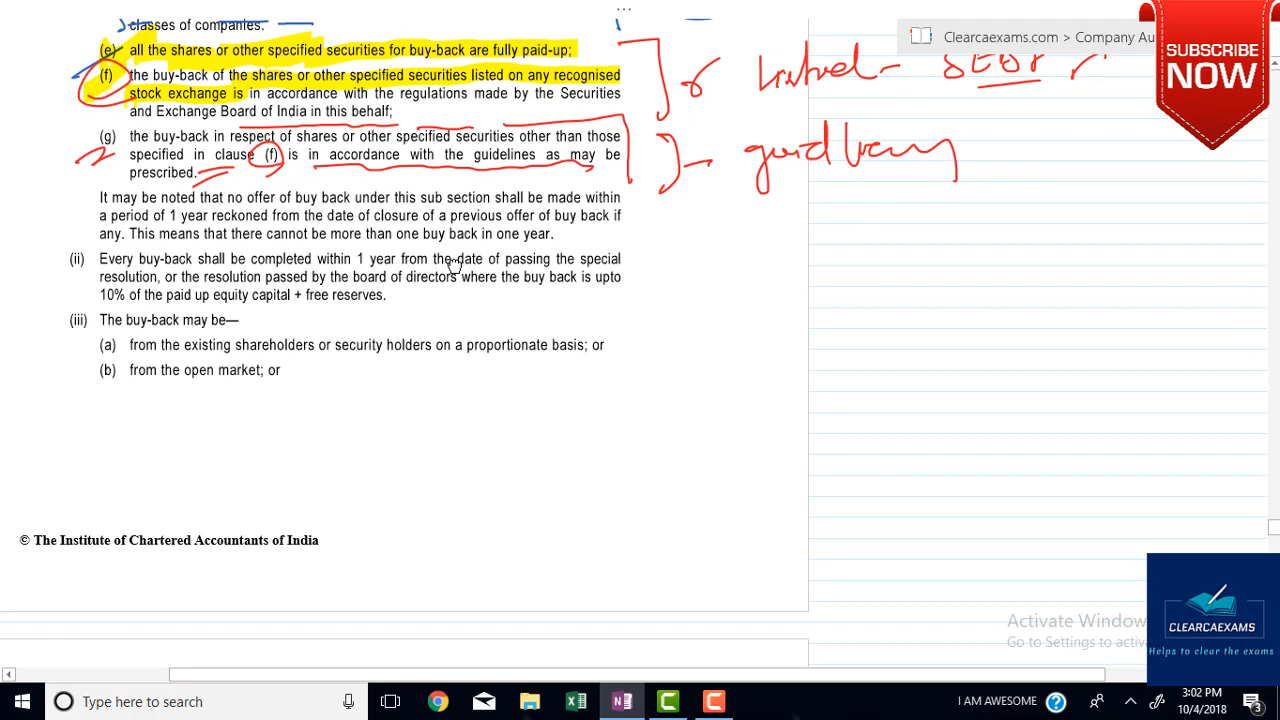 classes of companies.
(e) all the shares or other specified securities for buy-back are fully paid-up;
(f) the buy-back of the shares or other specified securities listed on any recognised
stock exchange is in accordance with the regulations made by the Securities
and Exchange Board of India in this behalf;
(g) the buy-back in respect of shares or other specified securities other than those
specified in clause (f) is in accordance with the guidelines as may be
prescribed.
It may be noted that no offer of buy back under this sub section shall be made within
a period of 1 year reckoned from the date of closure of a previous offer of buy back if
any. This means that there cannot be more than one buy back in one year.
(ii) Every buy-back shall be completed within 1 year from the date of passing the special
resolution, or the resolution passed by the board of directors where the buy back is upto
10% of the paid up equity capital + free reserves.
(iii) The buy-back may be—
(a) from the existing shareholders or security holders on a proportionate basis; or
(b) from the open market; or
© The Institute of Chartered Accountants of India
Clearcaexams.com > Company Au
SUBSCRIBE
NOW
Activate Window
Go to Settings to activ
CLEARCAEXAMS
Helps to clear the exams
Type here to search
I AM AWESOME
3:02 PM
10/4/2018
3